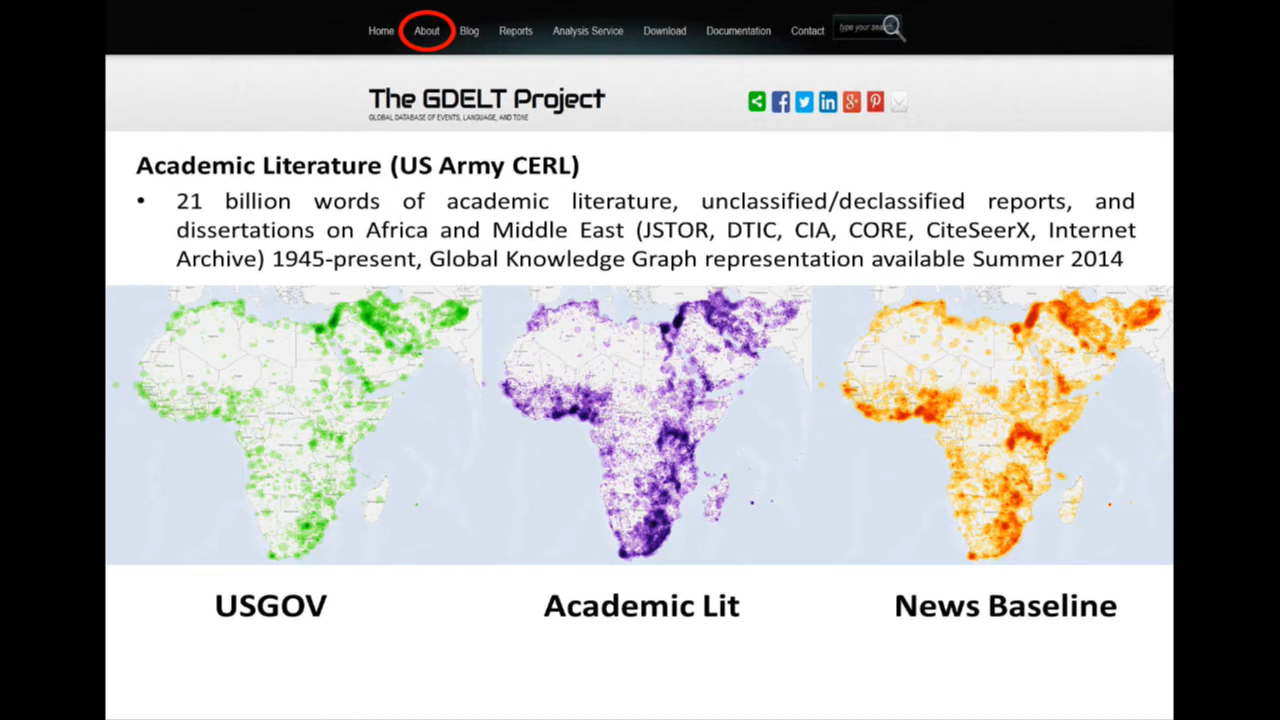 Home About Blog Reports Analysis Service Download Documentation Contact type your sea
The GDELT Project
GLOBAL DATABASE OF EVENTS, LANGUAGE, AND TONE
Academic Literature (US Army CERL)
• 21 billion words of academic literature, unclassified/declassified reports, and
dissertations on Africa and Middle East (JSTOR, DTIC, CIA, CORE, CiteSeerX, Internet
Archive) 1945-present, Global Knowledge Graph representation available Summer 2014
USGOV Academic Lit News Baseline